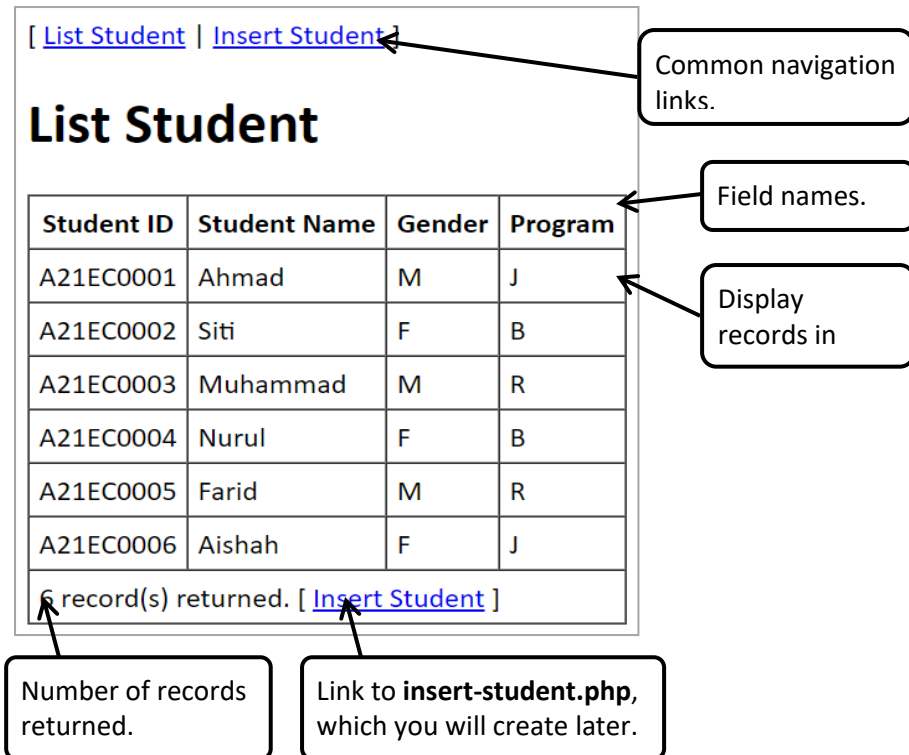 [ List Student | Insert Student ]
Common navigation
links.
List Student
Field names.
Student ID Student Name Gender Program
A21EC0001 Ahmad M J
Display
records in
A21EC0002 Siti F B
A21EC0003 Muhammad M R
A21EC0004 Nurul F B
A21EC0005 Farid M R
A21EC0006 Aishah F J
6 record(s) returned. [ Insert Student ]
Number of records
returned.
Link to insert-student.php,
which you will create later.